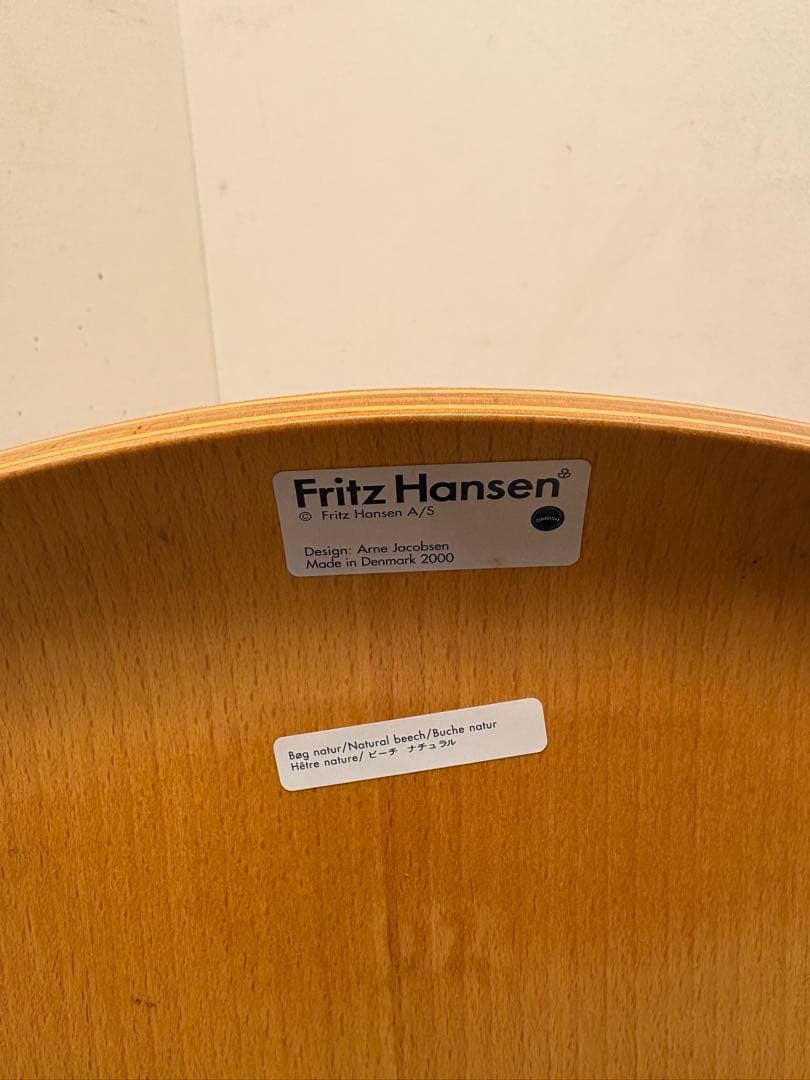 Fritz Hansen
© Fritz Hansen A/S
DANISH
Design: Arne Jacobsen
Made in Denmark 2000
Bøg natur/Natural beech/Buche natur
Hêtre nature/ ビーチ ナチュラル